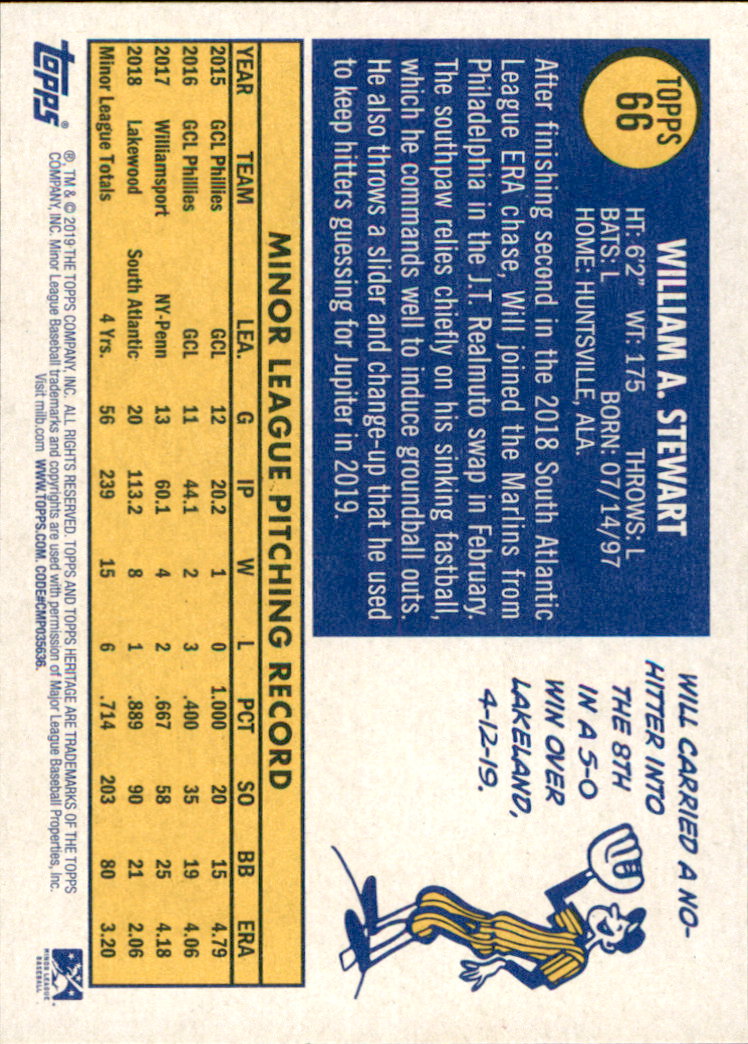 TOPPS
66
WILLIAM A. STEWART
HT: 6'2" WT: 175 THROWS: L
BATS: L BORN: 07/14/97
HOME: HUNTSVILLE, ALA.
After finishing second in the 2018 South Atlantic
League ERA chase, Will joined the Marlins from
Philadelphia in the J.T. Realmuto swap in February.
The southpaw relies chiefly on his sinking fastball,
which he commands well to induce groundball outs.
He also throws a slider and change-up that he used
to keep hitters guessing for Jupiter in 2019.
WILL CARRIED A NO-
HITTER INTO
THE 8TH
IN A 5-0
WIN OVER
LAKELAND,
4-12-19.
MINOR LEAGUE PITCHING RECORD
YEAR TEAM LEA. G IP W L PCT SO BB ERA
2015 GCL Phillies GCL 12 20.2 1 0 1.000 20 15 4.79
2016 GCL Phillies GCL 11 44.1 2 3 .400 35 19 4.06
2017 Williamsport NY-Penn 13 60.1 4 2 .667 58 25 4.18
2018 Lakewood South Atlantic 20 113.2 8 1 .889 90 21 2.06
Minor League Totals 4 Yrs. 56 239 15 6 .714 203 80 3.20
topps®
®, TM & © 2019 THE TOPPS COMPANY, INC. ALL RIGHTS RESERVED. TOPPS AND TOPPS HERITAGE ARE TRADEMARKS OF THE TOPPS
COMPANY, INC. Minor League Baseball trademarks and copyrights are used with permission of Major League Baseball Properties, Inc.
Visit milb.com WWW.TOPPS.COM. CODE#CMP035636.
MINOR LEAGUE
BASEBALL